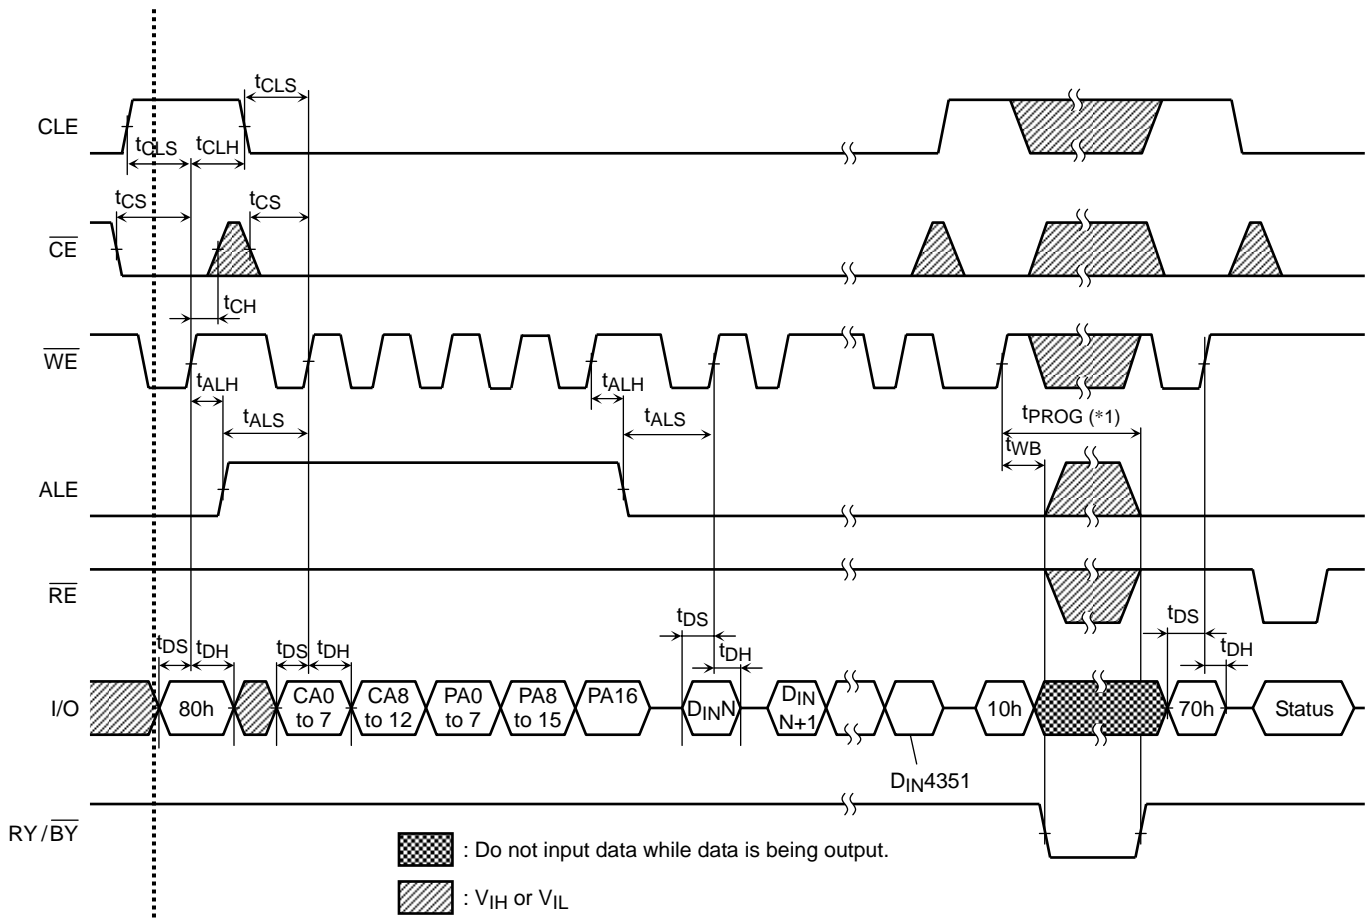 tCLS
CLE
tCLS
tCLH
tCS
tCS
CE
tCH
WE
tALH
tALH
tALS
tALS
tPROG (*1)
tWB
ALE
RE
tDS
tDH
tDS
tDH
tDS
tDH
tDS
tDH
I/O
80h
CA0
to 7
CA8
to 12
PA0
to 7
PA8
to 15
PA16
DINN
DIN
N+1
10h
70h
Status
DIN4351
RY/BY
: Do not input data while data is being output.
: VIH or VIL